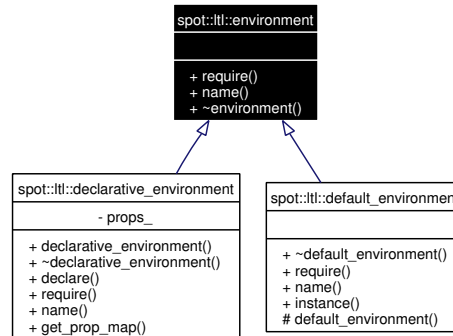 spot::ltl::environment
+ require()
+ name()
+ ~environment()
spot::ltl::declarative_environment
- props_
+ declarative_environment()
+ ~declarative_environment()
+ declare()
+ require()
+ name()
+ get_prop_map()
spot::ltl::default_environment
+ ~default_environment()
+ require()
+ name()
+ instance()
# default_environment()